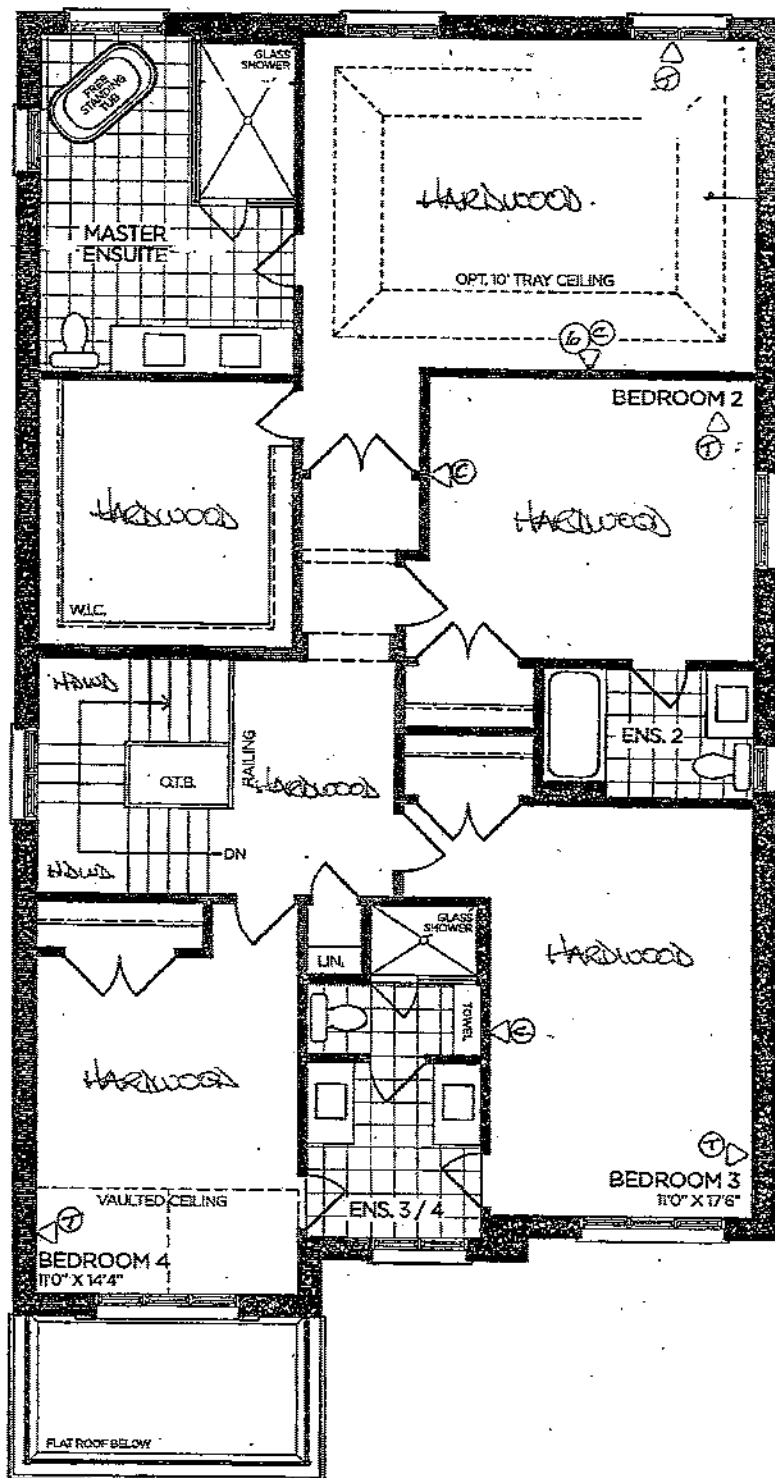 GLASS
SHOWER
FREE
STANDING
TUB
HARDWOOD
MASTER
ENSUITE
OPT. 10' TRAY CEILING
BEDROOM 2
HARDWOOD
HARDWOOD
W.I.C.
HDWD
RAILING
ENS. 2
O.T.B.
HARDWOOD
HDWD
DN
GLASS
SHOWER
HARDWOOD
LIN.
TOWEL
HARDWOOD
BEDROOM 3
11'0" X 17'6"
VAULTED CEILING
ENS. 3 / 4
BEDROOM 4
11'0" X 14'4"
FLAT ROOF BELOW